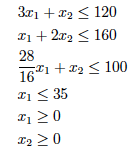 3x₁ + x₂ ≤ 120
x₁ + 2x₂ ≤ 160
28/16 x₁ + x₂ ≤ 100
x₁ ≤ 35
x₁ ≥ 0
x₂ ≥ 0